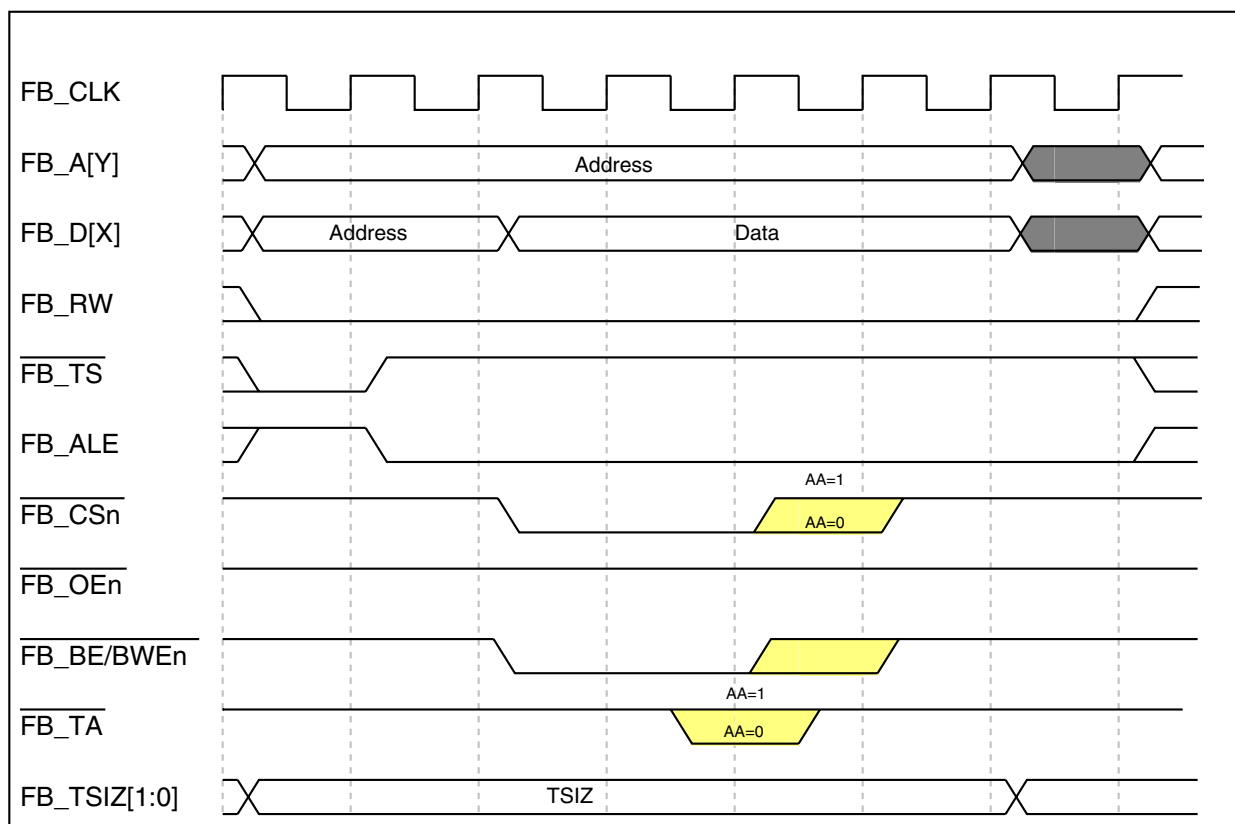 FB_CLK
FB_A[Y]
Address
FB_D[X]
Address
Data
FB_RW
FB_TS
FB_ALE
AA=1
FB_CSn
AA=0
FB_OEn
FB_BE/BWEn
AA=1
FB_TA
AA=0
FB_TSIZ[1:0]
TSIZ